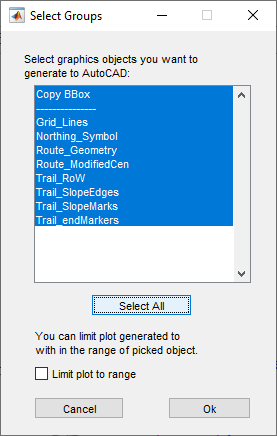 Select Groups
Select graphics objects you want to
generate to AutoCAD:
Copy BBox
---------------
Grid_Lines
Northing_Symbol
Route_Geometry
Route_ModifiedCen
Trail_RoW
Trail_SlopeEdges
Trail_SlopeMarks
Trail_endMarkers
Select All
You can limit plot generated to
with in the range of picked object.
Limit plot to range
Cancel
Ok